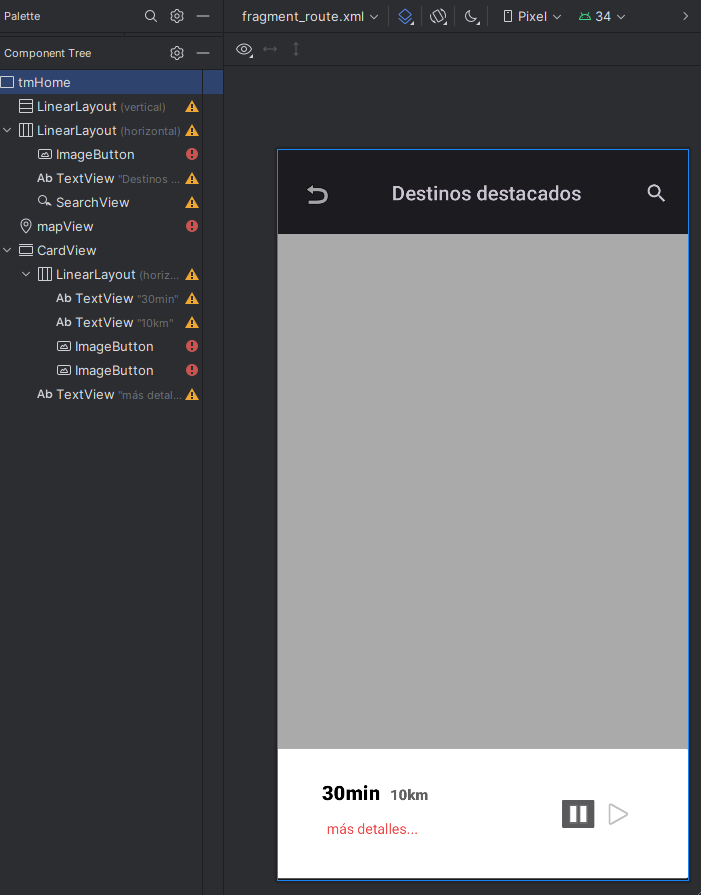 Palette
fragment_route.xml
Pixel
34
Component Tree
tmHome
LinearLayout (vertical)
LinearLayout (horizontal)
ImageButton
Ab TextView "Destinos ...
SearchView
mapView
CardView
LinearLayout (horiz...
Ab TextView "30min"
Ab TextView "10km"
ImageButton
ImageButton
Ab TextView "más detal...
Destinos destacados
30min 10km
más detalles...